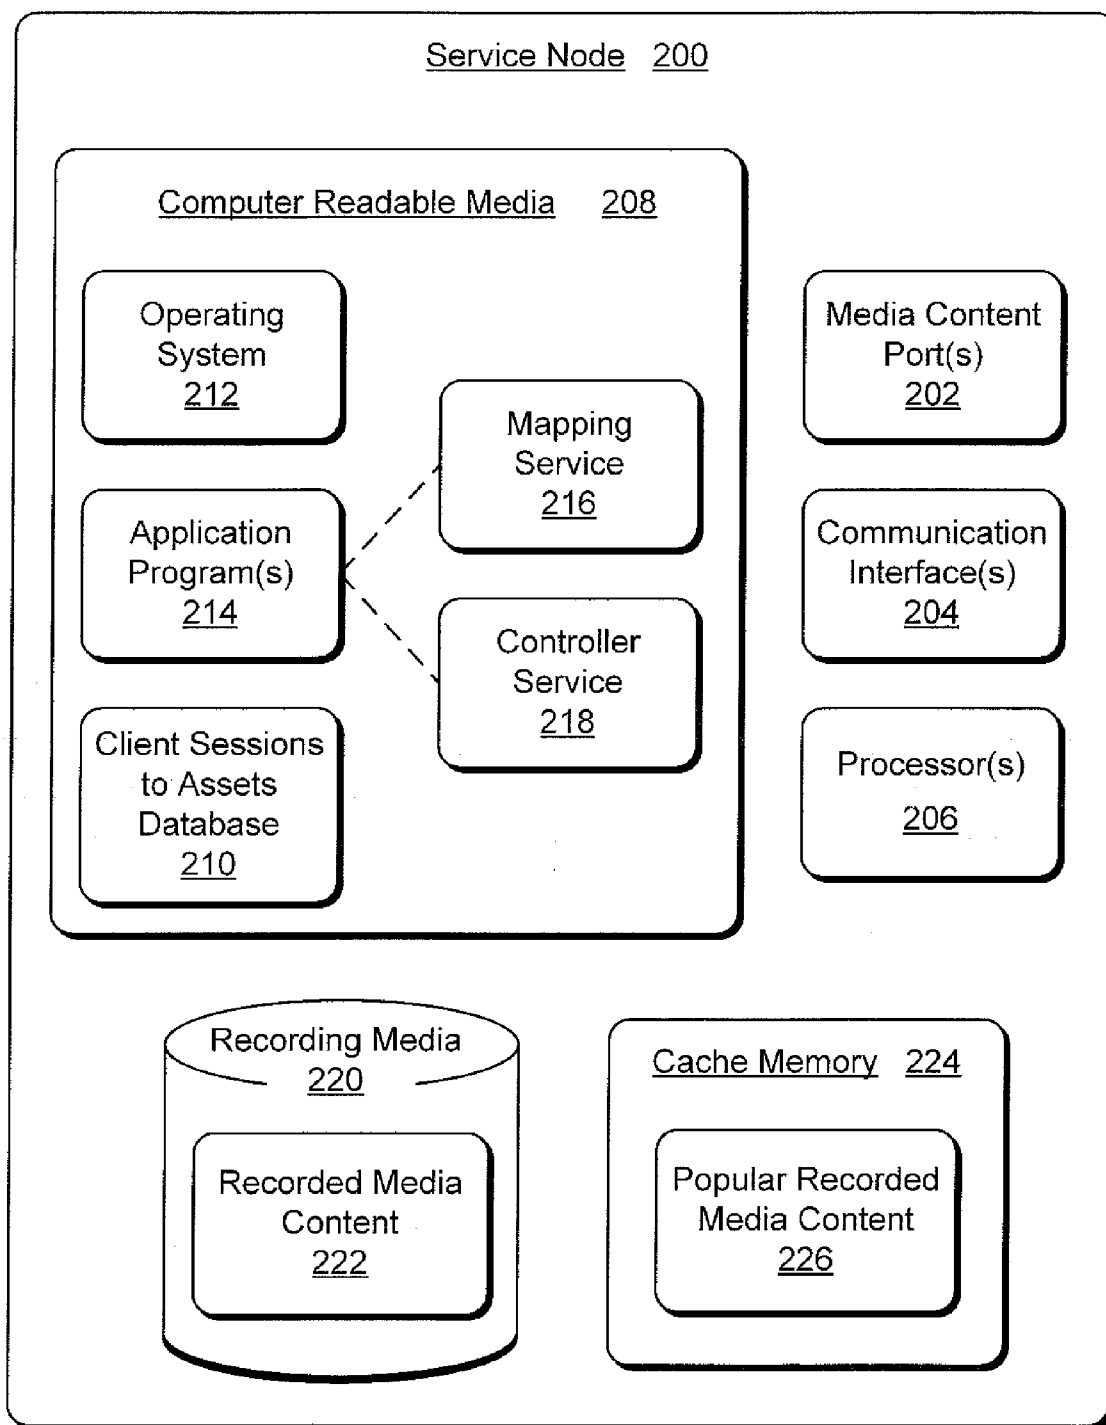 Service Node 200
Computer Readable Media 208
Operating
System
212
Application
Program(s)
214
Client Sessions
to Assets
Database
210
Mapping
Service
216
Controller
Service
218
Media Content
Port(s)
202
Communication
Interface(s)
204
Processor(s)
206
Recording Media
220
Recorded Media
Content
222
Cache Memory 224
Popular Recorded
Media Content
226